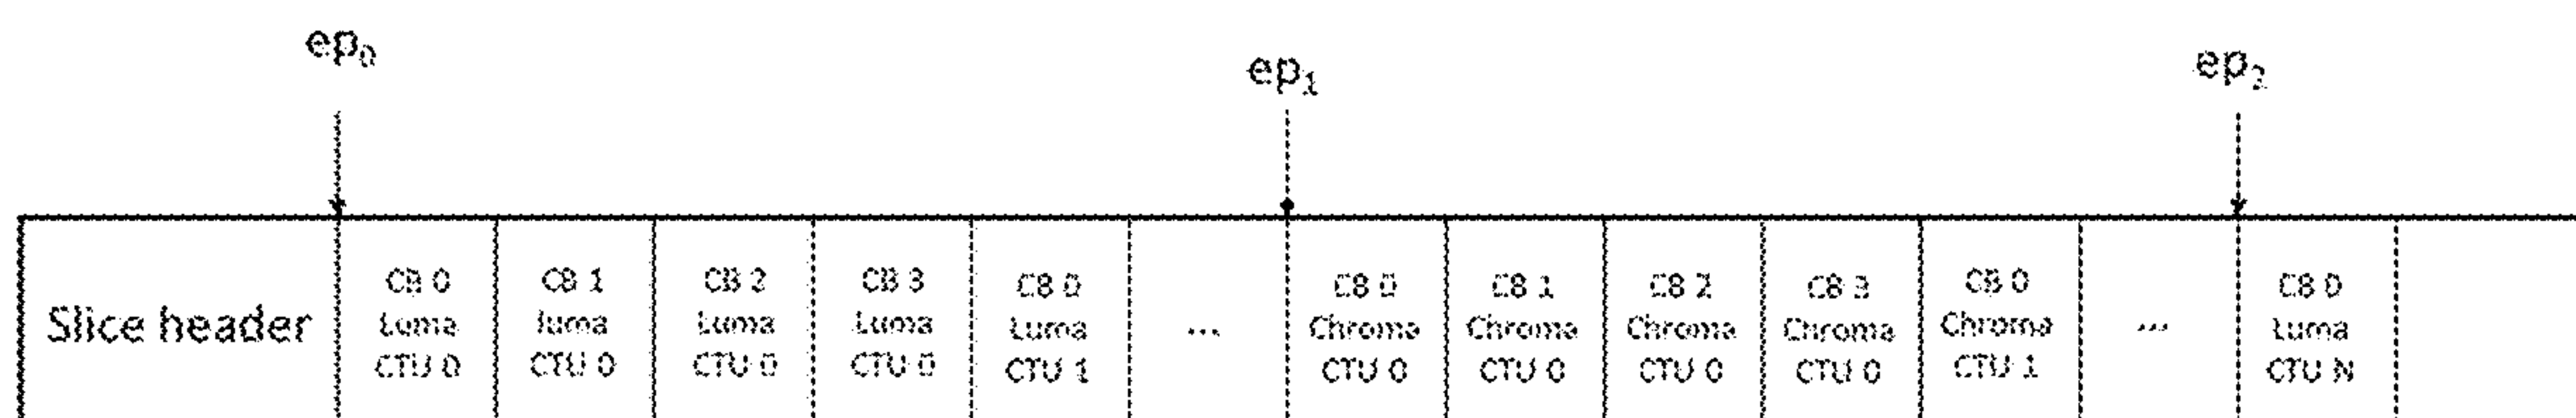 ep₀
ep₁
ep₂
Slice header
CB 0
Luma
CTU 0
CB 1
luma
CTU 0
CB 2
Luma
CTU 0
CB 3
Luma
CTU 0
CB 0
Luma
CTU 1
...
CB 0
Chroma
CTU 0
CB 1
Chroma
CTU 0
CB 2
Chroma
CTU 0
CB 3
Chroma
CTU 0
CB 0
Chroma
CTU 1
...
CB 0
Luma
CTU N